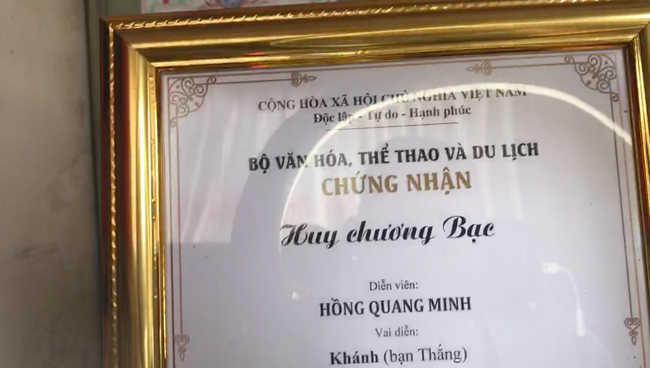 CỘNG HÒA XÃ HỘI CHỦ NGHĨA VIỆT NAM
Độc lập - Tự do - Hạnh phúc
BỘ VĂN HÓA, THỂ THAO VÀ DU LỊCH
CHỨNG NHẬN
Huy chương Bạc
Diễn viên:
HỒNG QUANG MINH
Vai diễn:
Khánh (bạn Thắng)